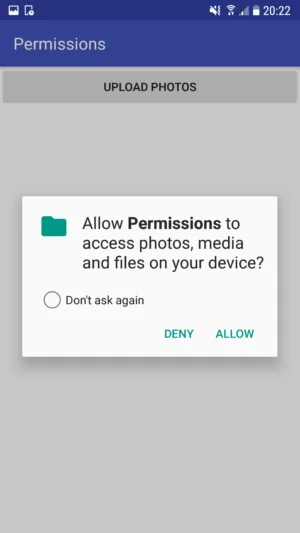 20:22
Permissions
UPLOAD PHOTOS
Allow Permissions to
access photos, media
and files on your device?
Don't ask again
DENY ALLOW